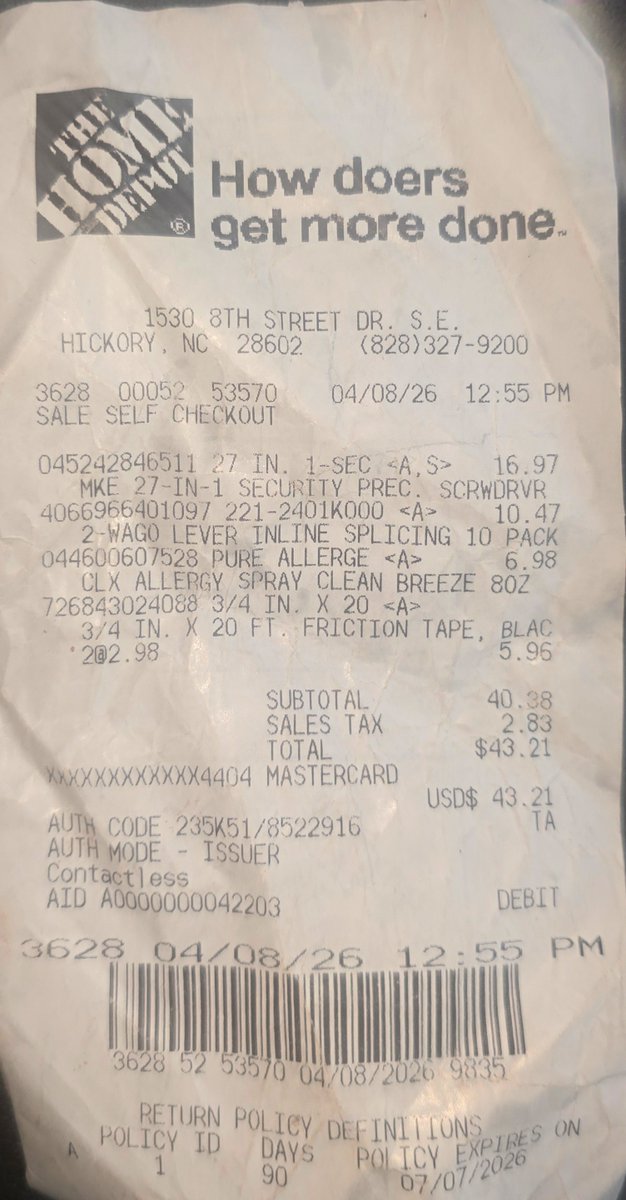 THE
HOME
DEPOT
®
How doers
get more done.™
1530 8TH STREET DR. S.E.
HICKORY, NC 28602 (828)327-9200
3628 00052 53570 04/08/26 12:55 PM
SALE SELF CHECKOUT
045242846511 27 IN. 1-SEC <A,S> 16.97
MKE 27-IN-1 SECURITY PREC. SCRWDRVR
4066966401097 221-2401K000 <A> 10.47
2-WAGO LEVER INLINE SPLICING 10 PACK
044600607528 PURE ALLERGE <A> 6.98
CLX ALLERGY SPRAY CLEAN BREEZE 8OZ
726843024088 3/4 IN. X 20 <A>
3/4 IN. X 20 FT. FRICTION TAPE, BLAC
2@2.98 5.96
SUBTOTAL 40.38
SALES TAX 2.83
TOTAL $43.21
XXXXXXXXXXXX4404 MASTERCARD
USD$ 43.21
AUTH CODE 235K51/8522916 TA
AUTH MODE - ISSUER
Contactless
AID A0000000042203 DEBIT
3628 04/08/26 12:55 PM
3628 52 53570 04/08/2026 9835
RETURN POLICY DEFINITIONS
POLICY ID DAYS POLICY EXPIRES ON
A 1 90 07/07/2026